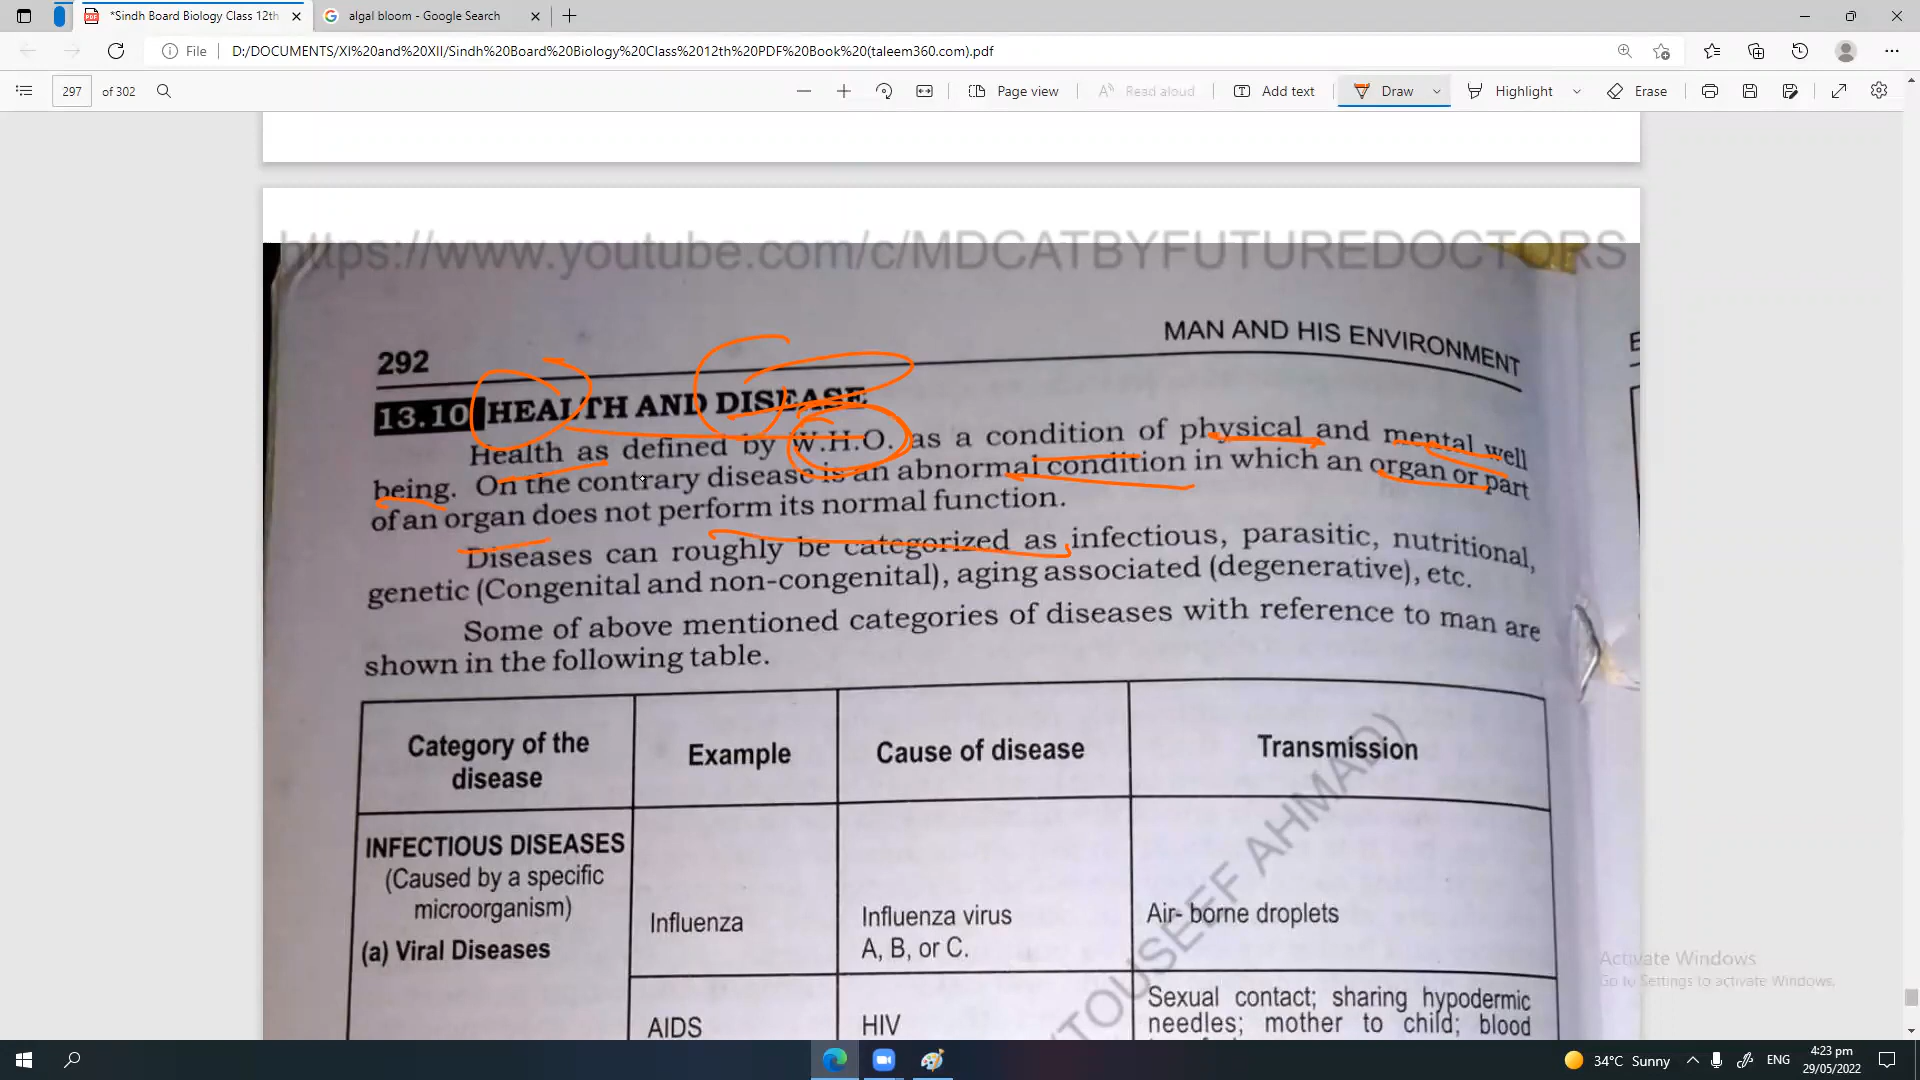 *Sindh Board Biology Class 12th
algal bloom - Google Search
File
D:/DOCUMENTS/XI%20and%20XII/Sindh%20Board%20Biology%20Class%2012th%20PDF%20Book%20(taleem360.com).pdf
297 of 302
Page view
Read aloud
Add text
Draw
Highlight
Erase
https://www.youtube.com/c/MDCATBYFUTUREDOCTORS
292
MAN AND HIS ENVIRONMENT
13.10 HEALTH AND DISEASE
Health as defined by W.H.O. as a condition of physical and mental well
being. On the contrary disease is an abnormal condition in which an organ or part
of an organ does not perform its normal function.
Diseases can roughly be categorized as infectious, parasitic, nutritional,
genetic (Congenital and non-congenital), aging associated (degenerative), etc.
Some of above mentioned categories of diseases with reference to man are
shown in the following table.
Category of the
disease
Example
Cause of disease
Transmission
INFECTIOUS DISEASES
(Caused by a specific
microorganism)
(a) Viral Diseases
Influenza
Influenza virus
A, B, or C.
Air- borne droplets
AIDS
HIV
Sexual contact; sharing hypodermic
needles; mother to child; blood
TOUSEEF AHMAD)
Activate Windows
Go to Settings to activate Windows.
34°C Sunny
ENG
4:23 pm
29/05/2022